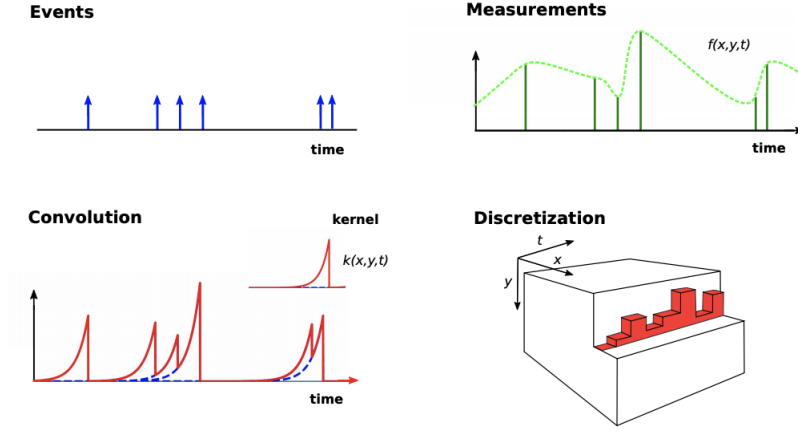 Events
time
Measurements
f(x,y,t)
time
Convolution
kernel
k(x,y,t)
time
Discretization
t
x
y